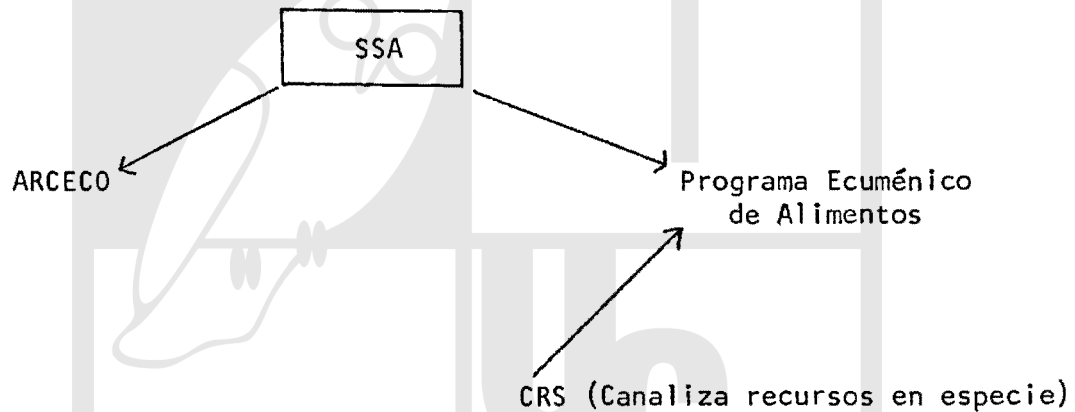 SSA
ARCECO
Programa Ecuménico
de Alimentos
CRS (Canaliza recursos en especie)